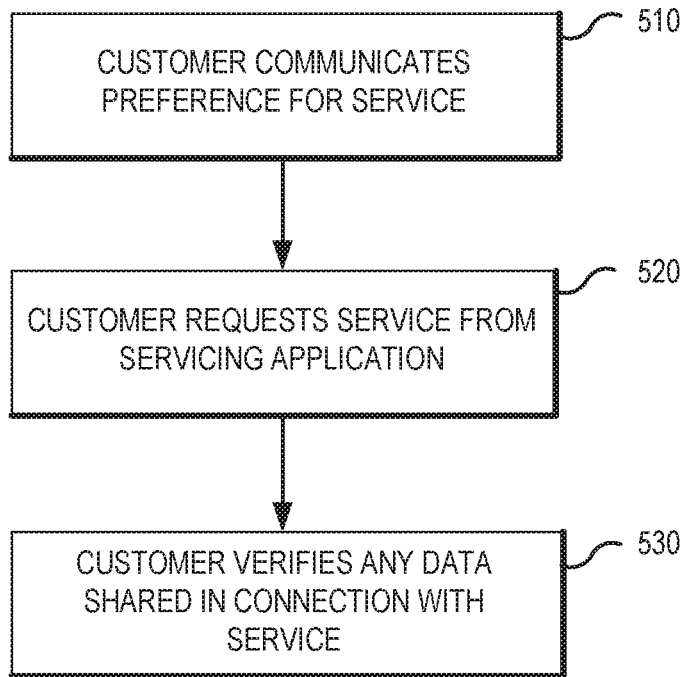 510
CUSTOMER COMMUNICATES
PREFERENCE FOR SERVICE
520
CUSTOMER REQUESTS SERVICE FROM
SERVICING APPLICATION
530
CUSTOMER VERIFIES ANY DATA
SHARED IN CONNECTION WITH
SERVICE